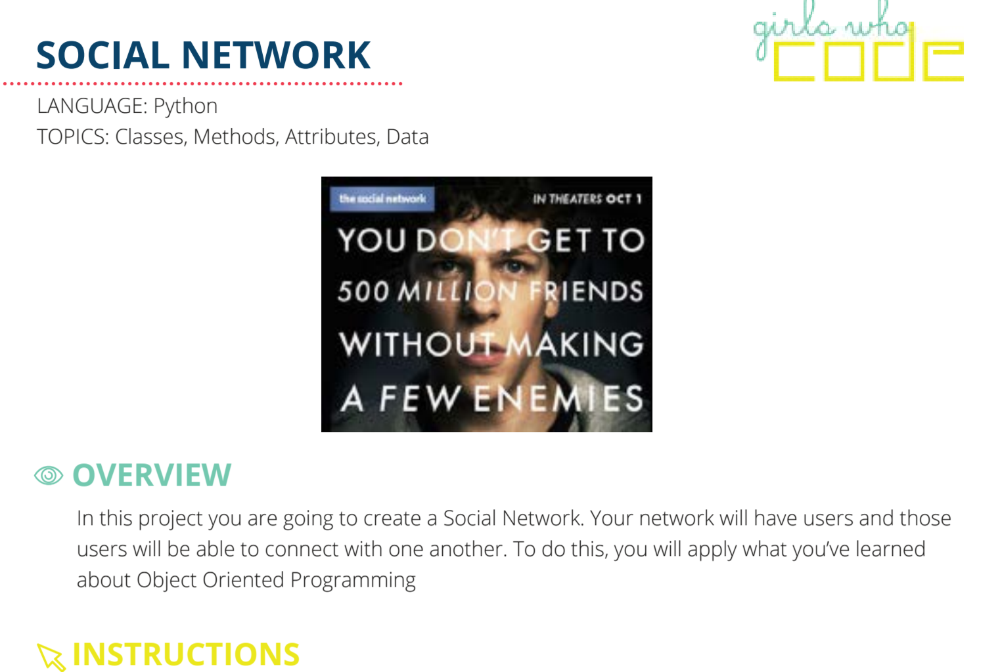 girls who
code
SOCIAL NETWORK
LANGUAGE: Python
TOPICS: Classes, Methods, Attributes, Data
the social network
IN THEATERS OCT 1
YOU DON'T GET TO
500 MILLION FRIENDS
WITHOUT MAKING
A FEW ENEMIES
OVERVIEW
In this project you are going to create a Social Network. Your network will have users and those
users will be able to connect with one another. To do this, you will apply what you’ve learned
about Object Oriented Programming
INSTRUCTIONS